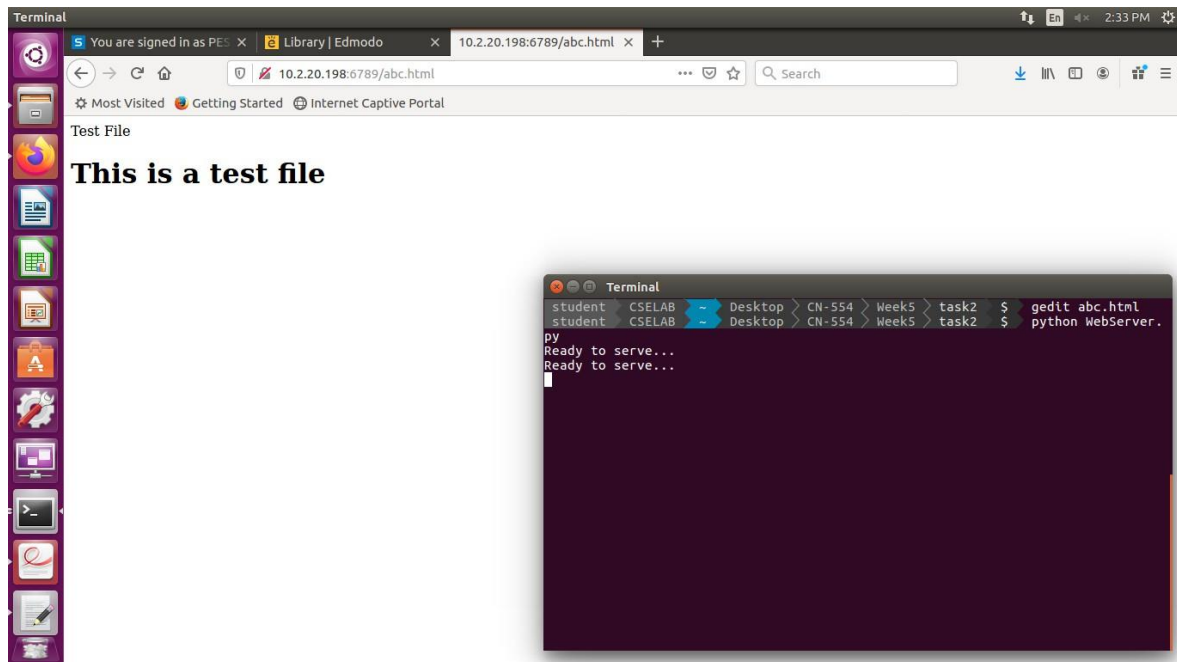 Terminal
En
2:33 PM
You are signed in as PES
Library | Edmodo
10.2.20.198:6789/abc.html
10.2.20.198:6789/abc.html
Search
Most Visited Getting Started Internet Captive Portal
Test File
This is a test file
Terminal
student CSELAB ~ Desktop CN-554 Week5 task2 $ gedit abc.html
student CSELAB ~ Desktop CN-554 Week5 task2 $ python WebServer.
py
Ready to serve...
Ready to serve...